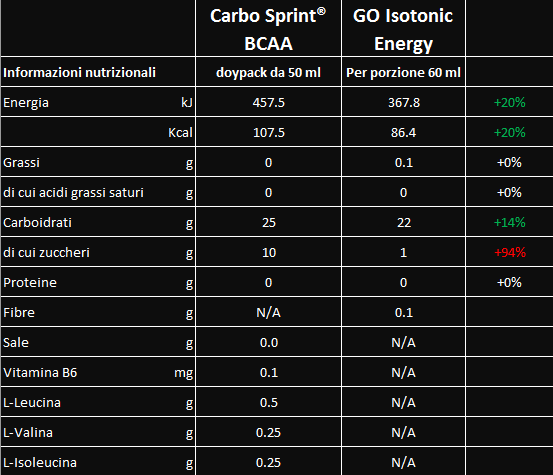 Carbo Sprint® BCAA GO Isotonic Energy
Informazioni nutrizionali doypack da 50 ml Per porzione 60 ml
Energia kJ 457.5 367.8 +20%
Kcal 107.5 86.4 +20%
Grassi g 0 0.1 +0%
di cui acidi grassi saturi g 0 0 +0%
Carboidrati g 25 22 +14%
di cui zuccheri g 10 1 +94%
Proteine g 0 0 +0%
Fibre g N/A 0.1
Sale g 0.0 N/A
Vitamina B6 mg 0.1 N/A
L-Leucina g 0.5 N/A
L-Valina g 0.25 N/A
L-Isoleucina g 0.25 N/A